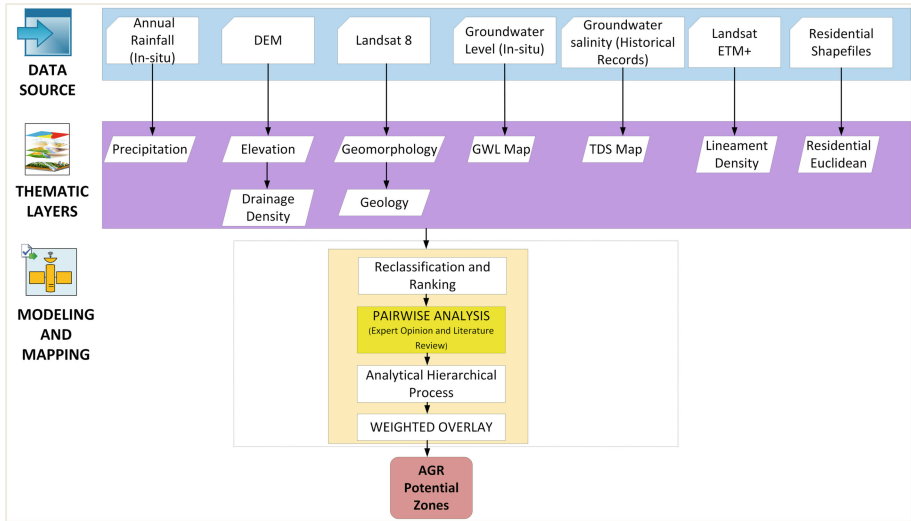 Annual
Rainfall
(In-situ)
DEM
Landsat 8
Groundwater
Level (In-situ)
Groundwater
salinity (Historical
Records)
Landsat
ETM+
Residential
Shapefiles
DATA
SOURCE
Precipitation
Elevation
Geomorphology
GWL Map
TDS Map
Lineament
Density
Residential
Euclidean
Drainage
Density
Geology
THEMATIC
LAYERS
Reclassification and
Ranking
PAIRWISE ANALYSIS
(Expert Opinion and Literature
Review)
Analytical Hierarchical
Process
WEIGHTED OVERLAY
MODELING
AND
MAPPING
AGR
Potential
Zones